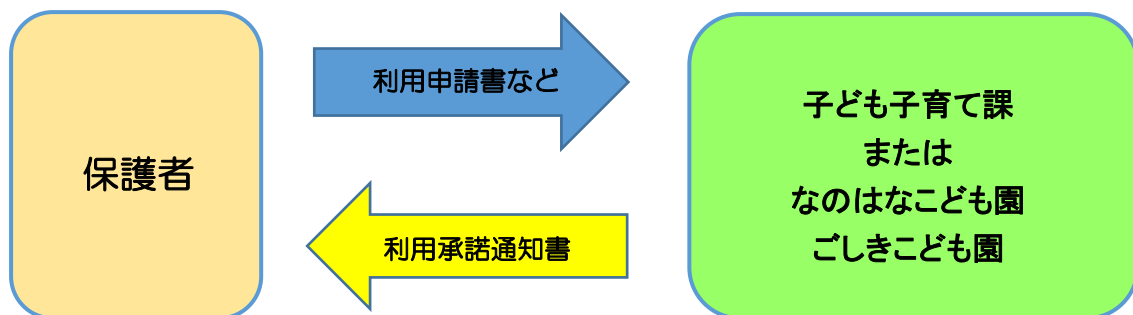 保護者
利用申請書など
利用承諾通知書
子ども子育て課
または
なのはなこども園
ごしきこども園